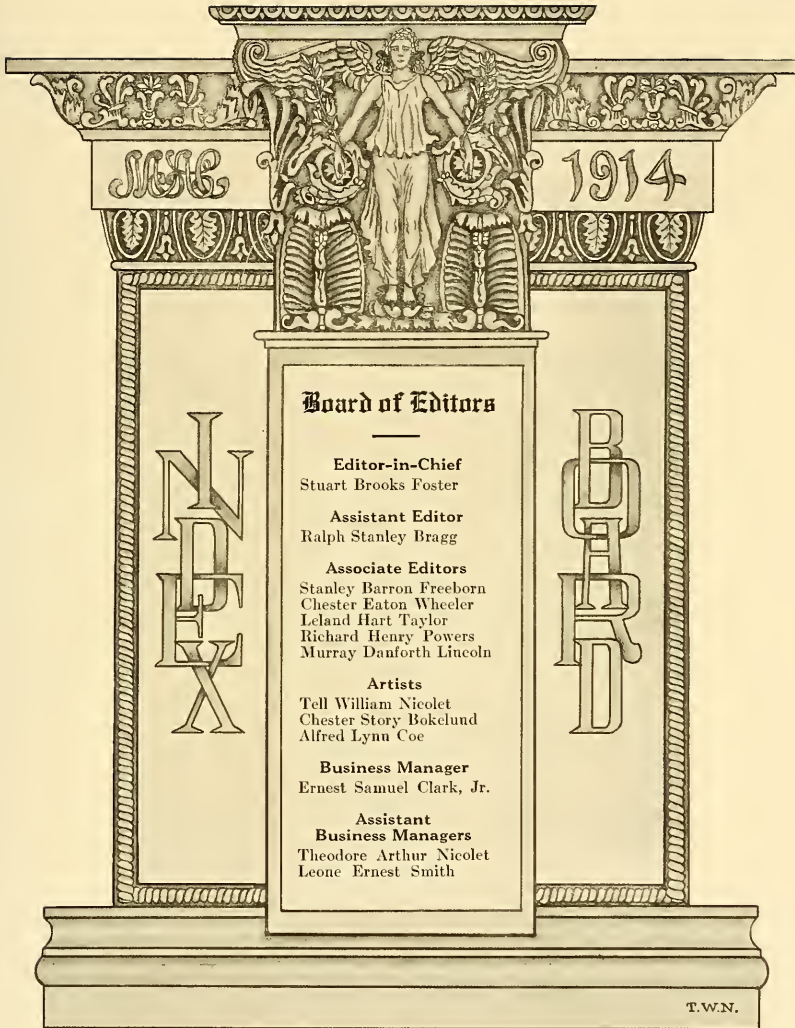 MAC
1914
INDEX
BOARD
Board of Editors
Editor-in-Chief
Stuart Brooks Foster
Assistant Editor
Ralph Stanley Bragg
Associate Editors
Stanley Barron Freeborn
Chester Eaton Wheeler
Leland Hart Taylor
Richard Henry Powers
Murray Danforth Lincoln
Artists
Tell William Nicolet
Chester Story Bokelund
Alfred Lynn Coe
Business Manager
Ernest Samuel Clark, Jr.
Assistant
Business Managers
Theodore Arthur Nicolet
Leone Ernest Smith
T.W.N.